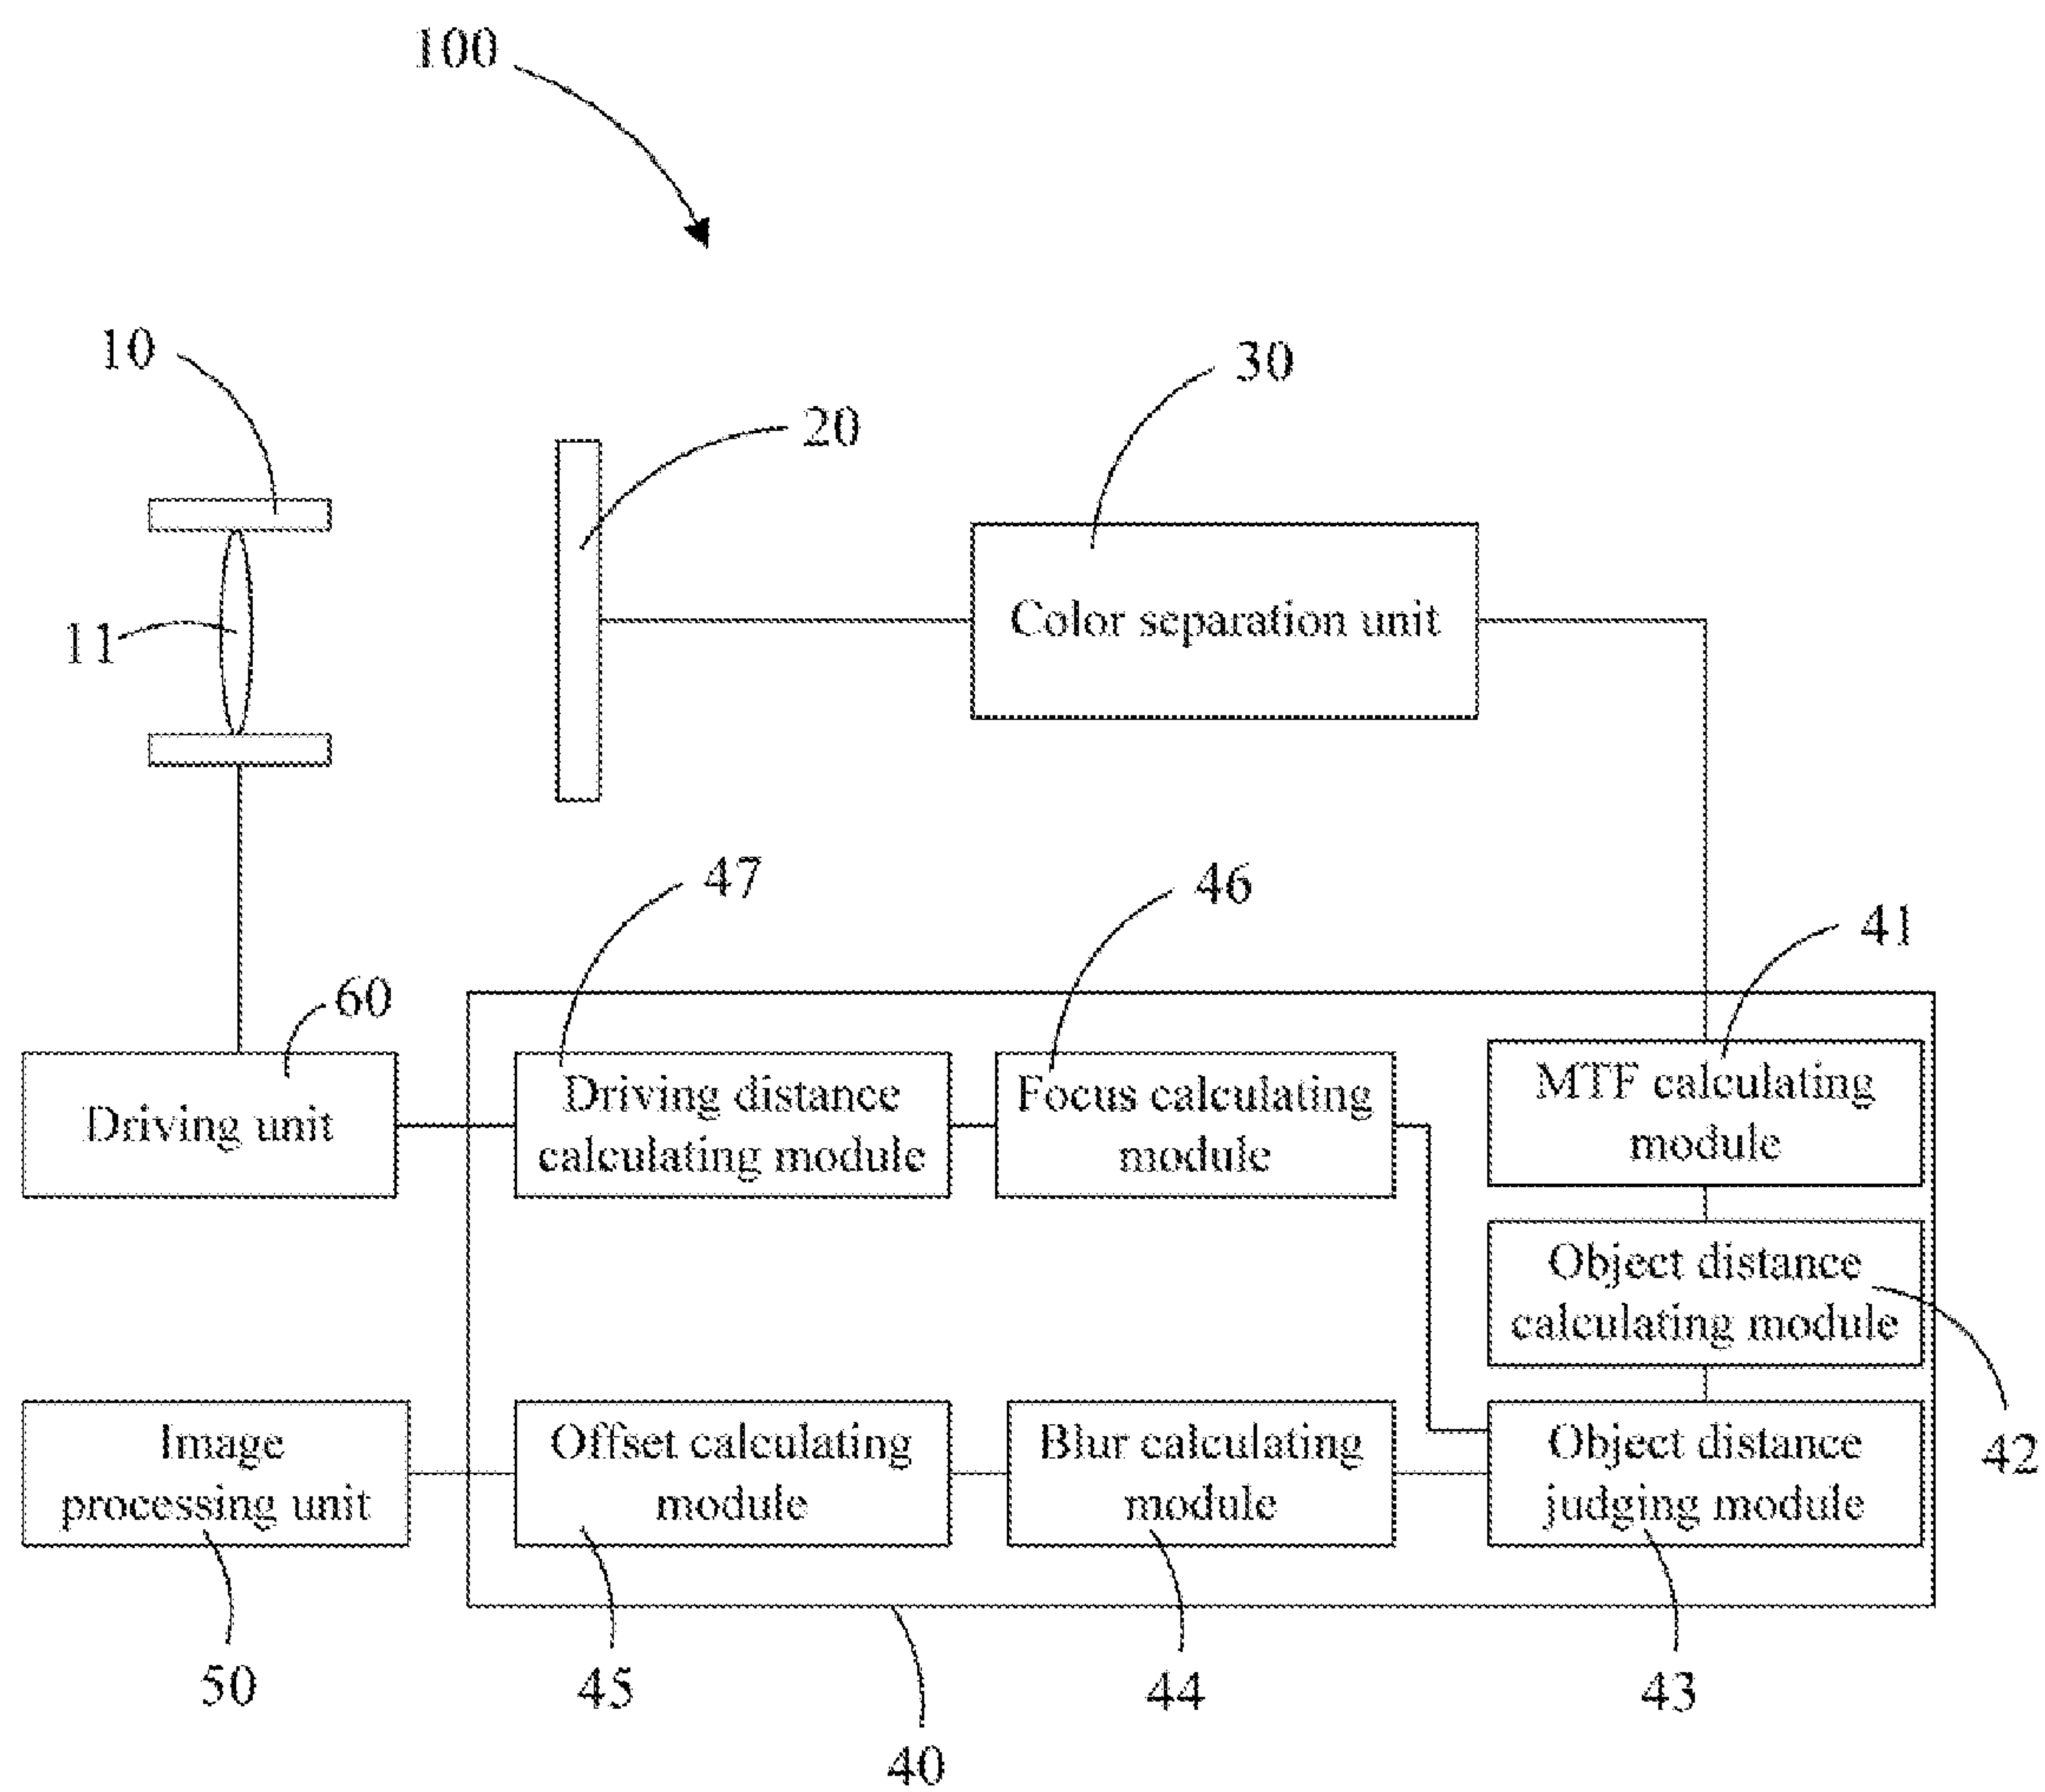 100
10
30
20
11
Color separation unit
47
46
41
60
Driving unit
Driving distance
calculating module
Focus calculating
module
MTF calculating
module
Object distance
calculating module
42
Image
processing unit
Offset calculating
module
Blur calculating
module
Object distance
judging module
50
45
44
43
40